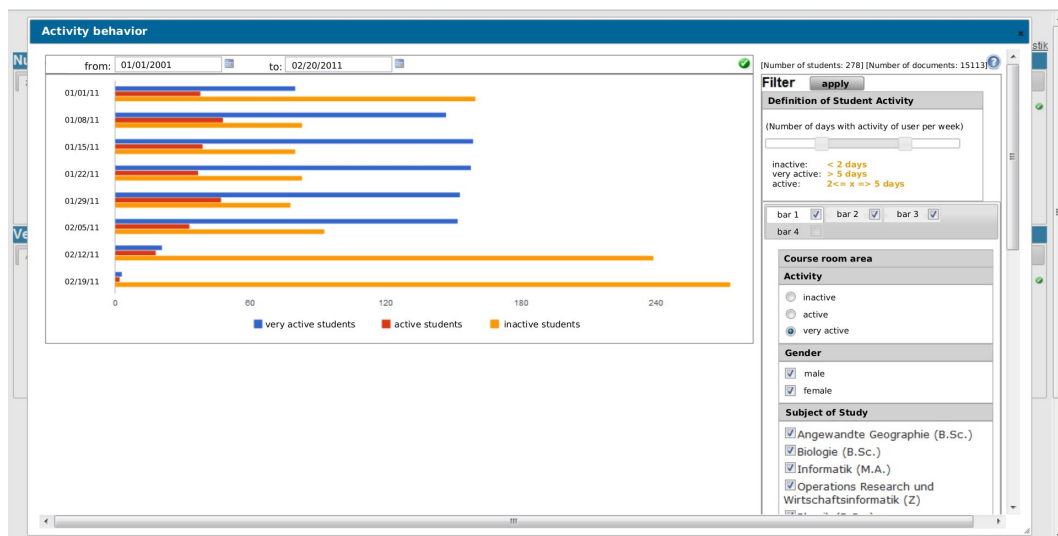 Activity behavior
stik
Nu
Ve
from: 01/01/2001 to: 02/20/2011
[Number of students: 278] [Number of documents: 15113]
Filter apply
Definition of Student Activity
(Number of days with activity of user per week)
inactive: < 2 days
very active: > 5 days
active: 2<= x => 5 days
bar 1 bar 2 bar 3
bar 4
Course room area
Activity
inactive
active
very active
Gender
male
female
Subject of Study
Angewandte Geographie (B.Sc.)
Biologie (B.Sc.)
Informatik (M.A.)
Operations Research und
Wirtschaftsinformatik (Z)
01/01/11
01/08/11
01/15/11
01/22/11
01/29/11
02/05/11
02/12/11
02/19/11
0 60 120 180 240
very active students active students inactive students